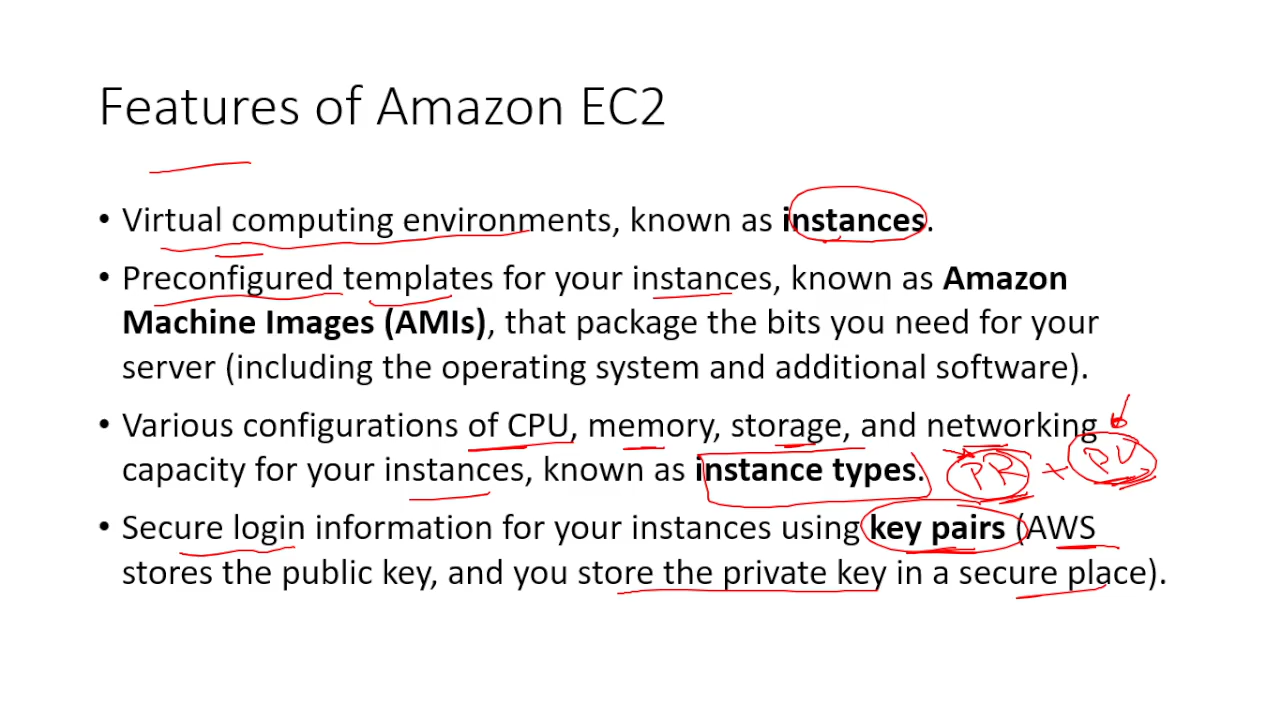 Features of Amazon EC2
• Virtual computing environments, known as instances.
• Preconfigured templates for your instances, known as Amazon
Machine Images (AMIs), that package the bits you need for your
server (including the operating system and additional software).
• Various configurations of CPU, memory, storage, and networking
capacity for your instances, known as instance types. PR + PU
• Secure login information for your instances using key pairs (AWS
stores the public key, and you store the private key in a secure place).